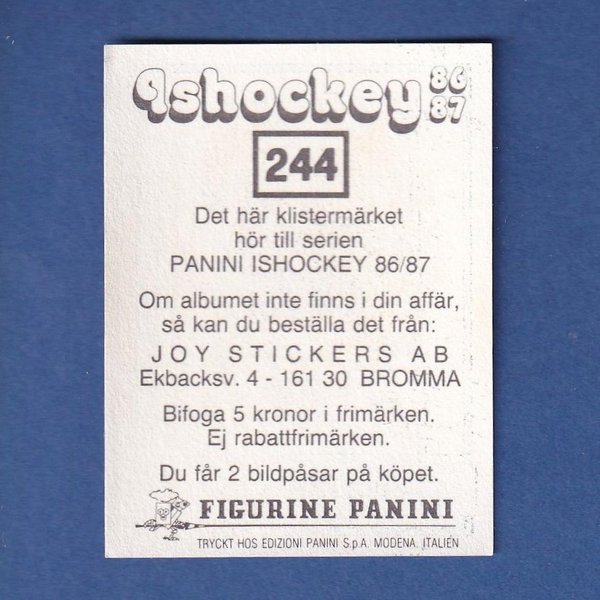 Ishockey 86
87
244
Det här klistermärket
hör till serien
PANINI ISHOCKEY 86/87
Om albumet inte finns i din affär,
så kan du beställa det från:
JOY STICKERS AB
Ekbacksv. 4 - 161 30 BROMMA
Bifoga 5 kronor i frimärken.
Ej rabattfrimärken.
Du får 2 bildpåsar på köpet.
FIGURINE PANINI
TRYCKT HOS EDIZIONI PANINI S.p.A. MODENA. ITALIEN